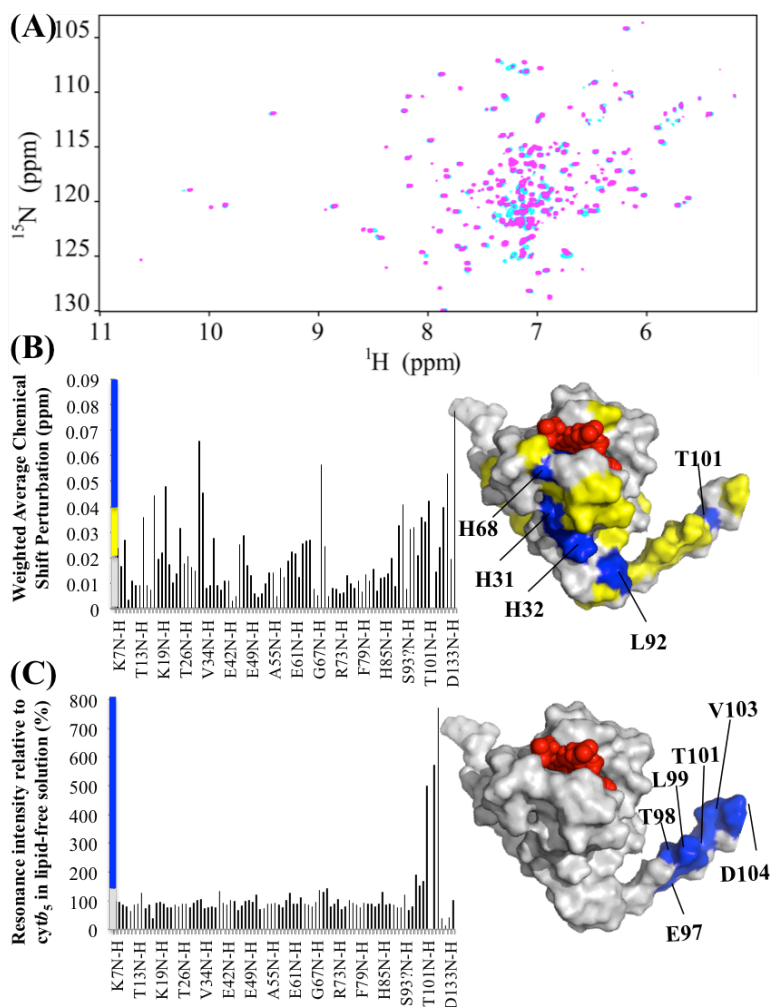 (A)
105
110
115
120
125
130
¹⁵N (ppm)
11 10 9 8 7 6
¹H (ppm)
(B)
Weighted Average Chemical
Shift Perturbation (ppm)
0.09
0.08
0.07
0.06
0.05
0.04
0.03
0.02
0.01
0
K7N-H
T13N-H
K19N-H
T26N-H
V34N-H
E42N-H
E49N-H
A55N-H
E61N-H
G67N-H
R73N-H
F79N-H
H85N-H
S93?N-H
T101N-H
D133N-H
T101
H68
H31
H32
L92
(C)
Resonance intensity relative to
cytb₅ in lipid-free solution (%)
800
700
600
500
400
300
200
100
0
K7N-H
T13N-H
K19N-H
T26N-H
V34N-H
E42N-H
E49N-H
A55N-H
E61N-H
G67N-H
R73N-H
F79N-H
H85N-H
S93?N-H
T101N-H
D133N-H
V103
T101
L99
T98
D104
E97